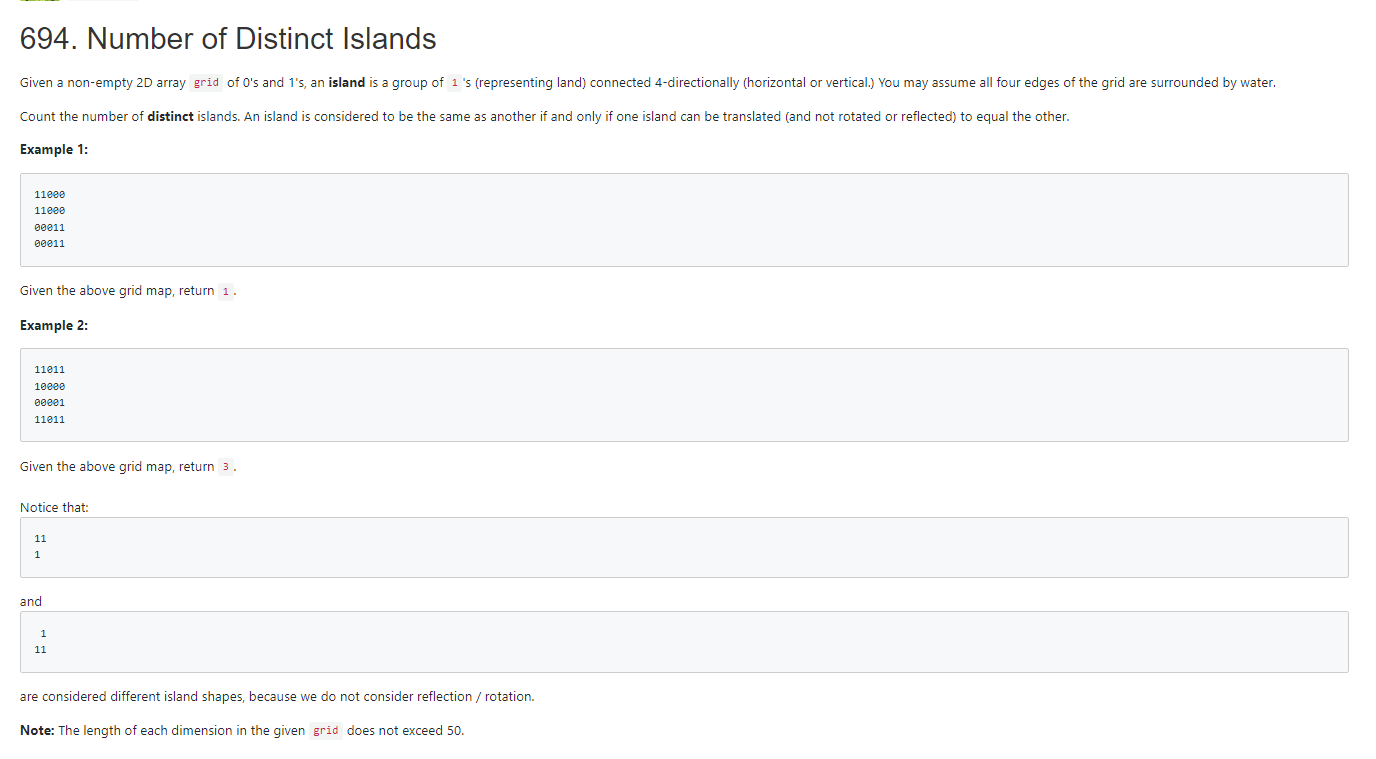 694. Number of Distinct Islands
Given a non-empty 2D array grid of 0's and 1's, an island is a group of 1 's (representing land) connected 4-directionally (horizontal or vertical.) You may assume all four edges of the grid are surrounded by water.
Count the number of distinct islands. An island is considered to be the same as another if and only if one island can be translated (and not rotated or reflected) to equal the other.
Example 1:
11000
11000
00011
00011
Given the above grid map, return 1 .
Example 2:
11011
10000
00001
11011
Given the above grid map, return 3 .
Notice that:
11
1
and
 1
11
are considered different island shapes, because we do not consider reflection / rotation.
Note: The length of each dimension in the given grid does not exceed 50.